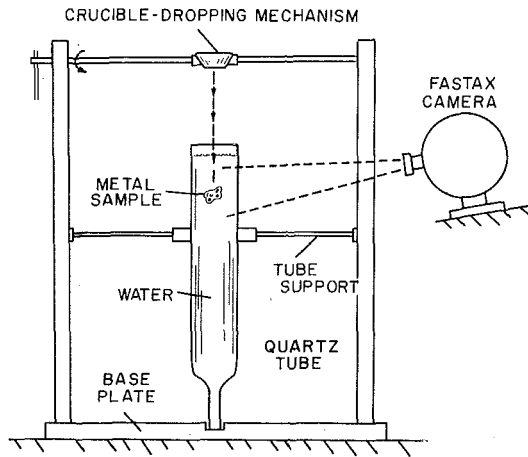 CRUCIBLE-DROPPING MECHANISM
FASTAX
CAMERA
METAL
SAMPLE
TUBE
SUPPORT
WATER
QUARTZ
TUBE
BASE
PLATE